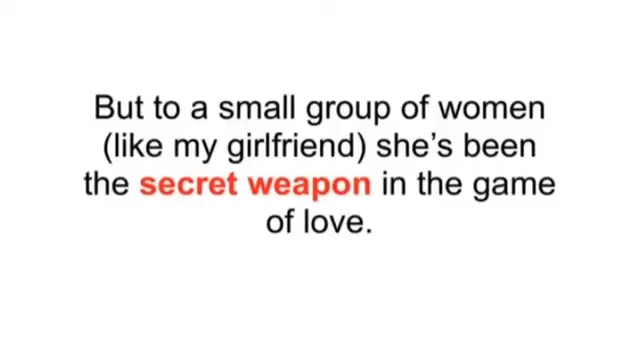 But to a small group of women
(like my girlfriend) she’s been
the secret weapon in the game
of love.